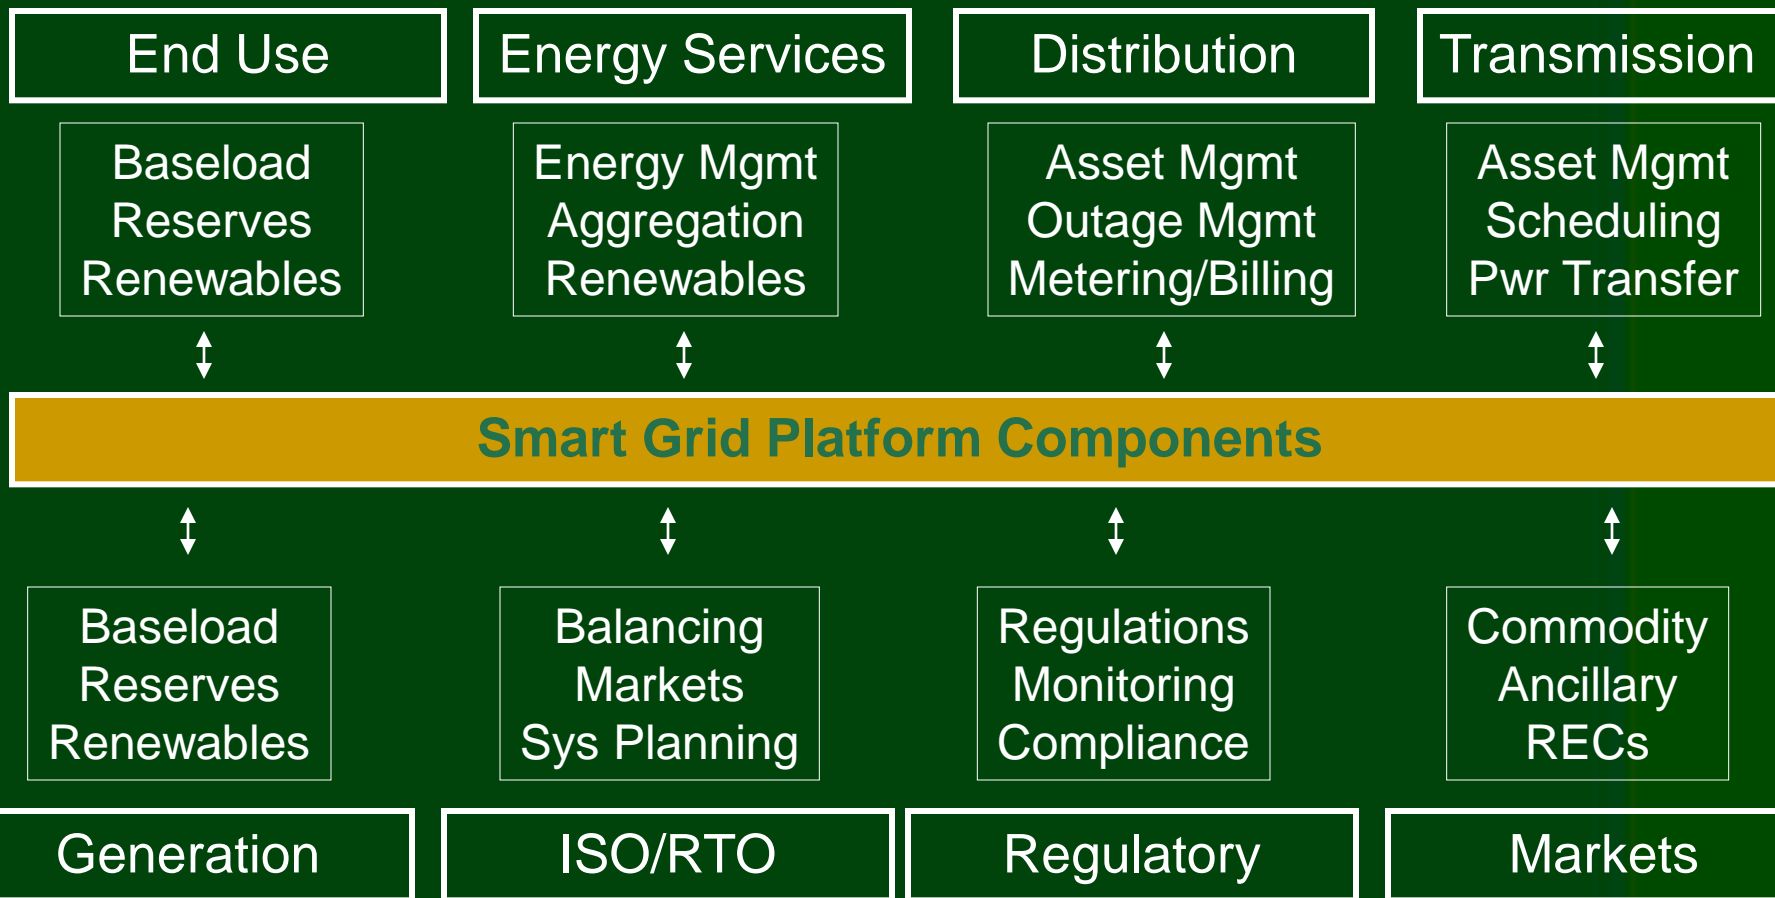 End Use
Energy Services
Distribution
Transmission
Baseload
Reserves
Renewables
Energy Mgmt
Aggregation
Renewables
Asset Mgmt
Outage Mgmt
Metering/Billing
Asset Mgmt
Scheduling
Pwr Transfer
Smart Grid Platform Components
Baseload
Reserves
Renewables
Balancing
Markets
Sys Planning
Regulations
Monitoring
Compliance
Commodity
Ancillary
RECs
Generation
ISO/RTO
Regulatory
Markets